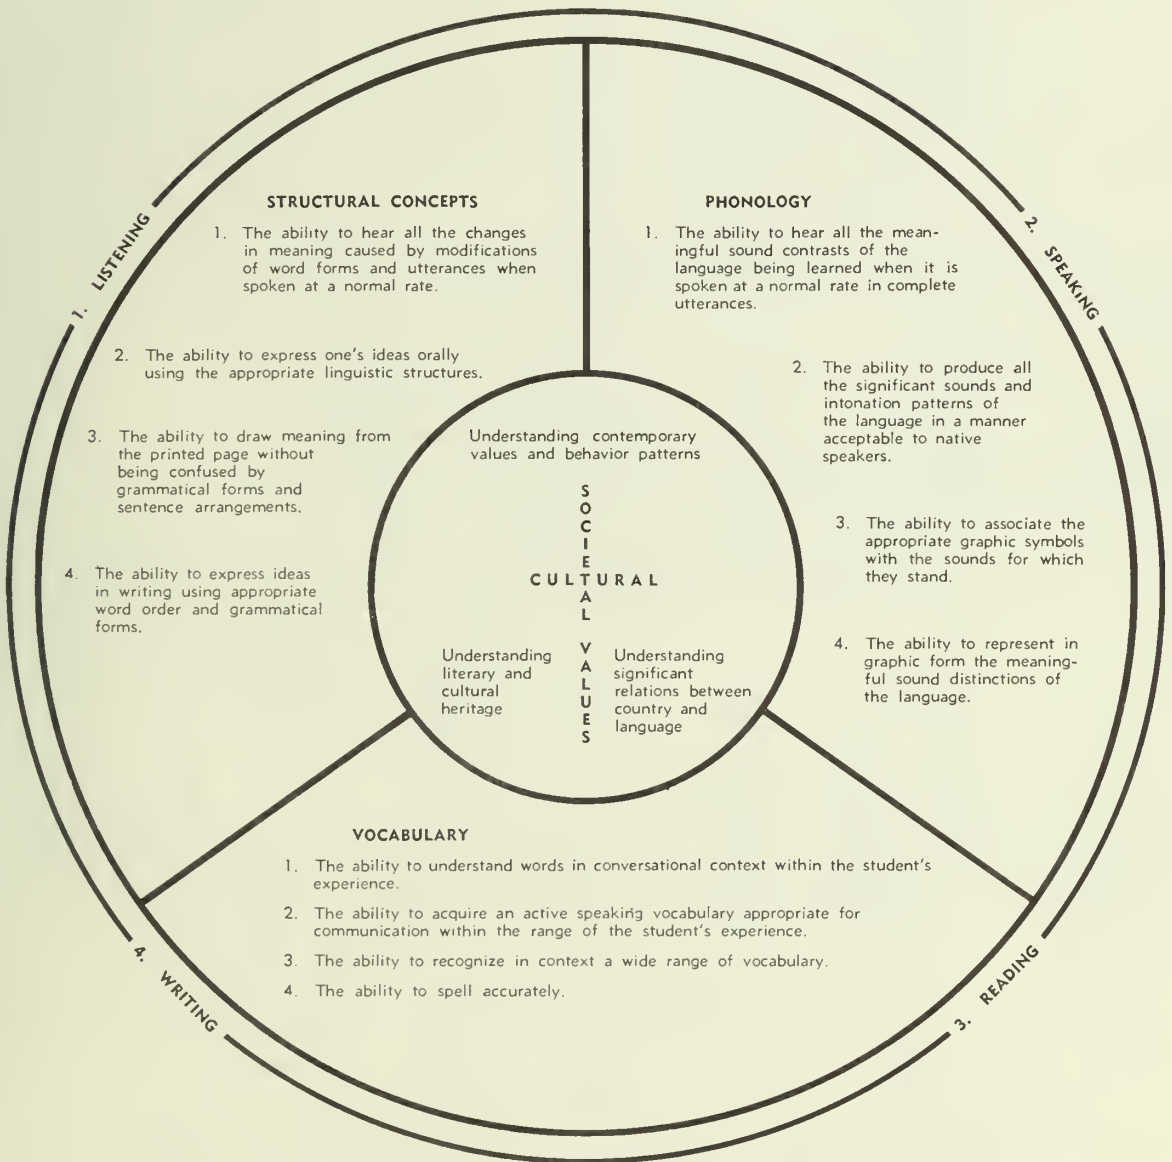 1. LISTENING
2. SPEAKING
3. READING
4. WRITING
STRUCTURAL CONCEPTS
1. The ability to hear all the changes
in meaning caused by modifications
of word forms and utterances when
spoken at a normal rate.
2. The ability to express one's ideas orally
using the appropriate linguistic structures.
3. The ability to draw meaning from
the printed page without
being confused by
grammatical forms and
sentence arrangements.
4. The ability to express ideas
in writing using appropriate
word order and grammatical
forms.
PHONOLOGY
1. The ability to hear all the mean-
ingful sound contrasts of the
language being learned when it is
spoken at a normal rate in complete
utterances.
2. The ability to produce all
the significant sounds and
intonation patterns of
the language in a manner
acceptable to native
speakers.
3. The ability to associate the
appropriate graphic symbols
with the sounds for which
they stand.
4. The ability to represent in
graphic form the meaning-
ful sound distinctions of
the language.
Understanding contemporary
values and behavior patterns
SOCIETAL VALUES
CULTURAL
Understanding
literary and
cultural
heritage
Understanding
significant
relations between
country and
language
VOCABULARY
1. The ability to understand words in conversational context within the student's
experience.
2. The ability to acquire an active speaking vocabulary appropriate for
communication within the range of the student's experience.
3. The ability to recognize in context a wide range of vocabulary.
4. The ability to spell accurately.